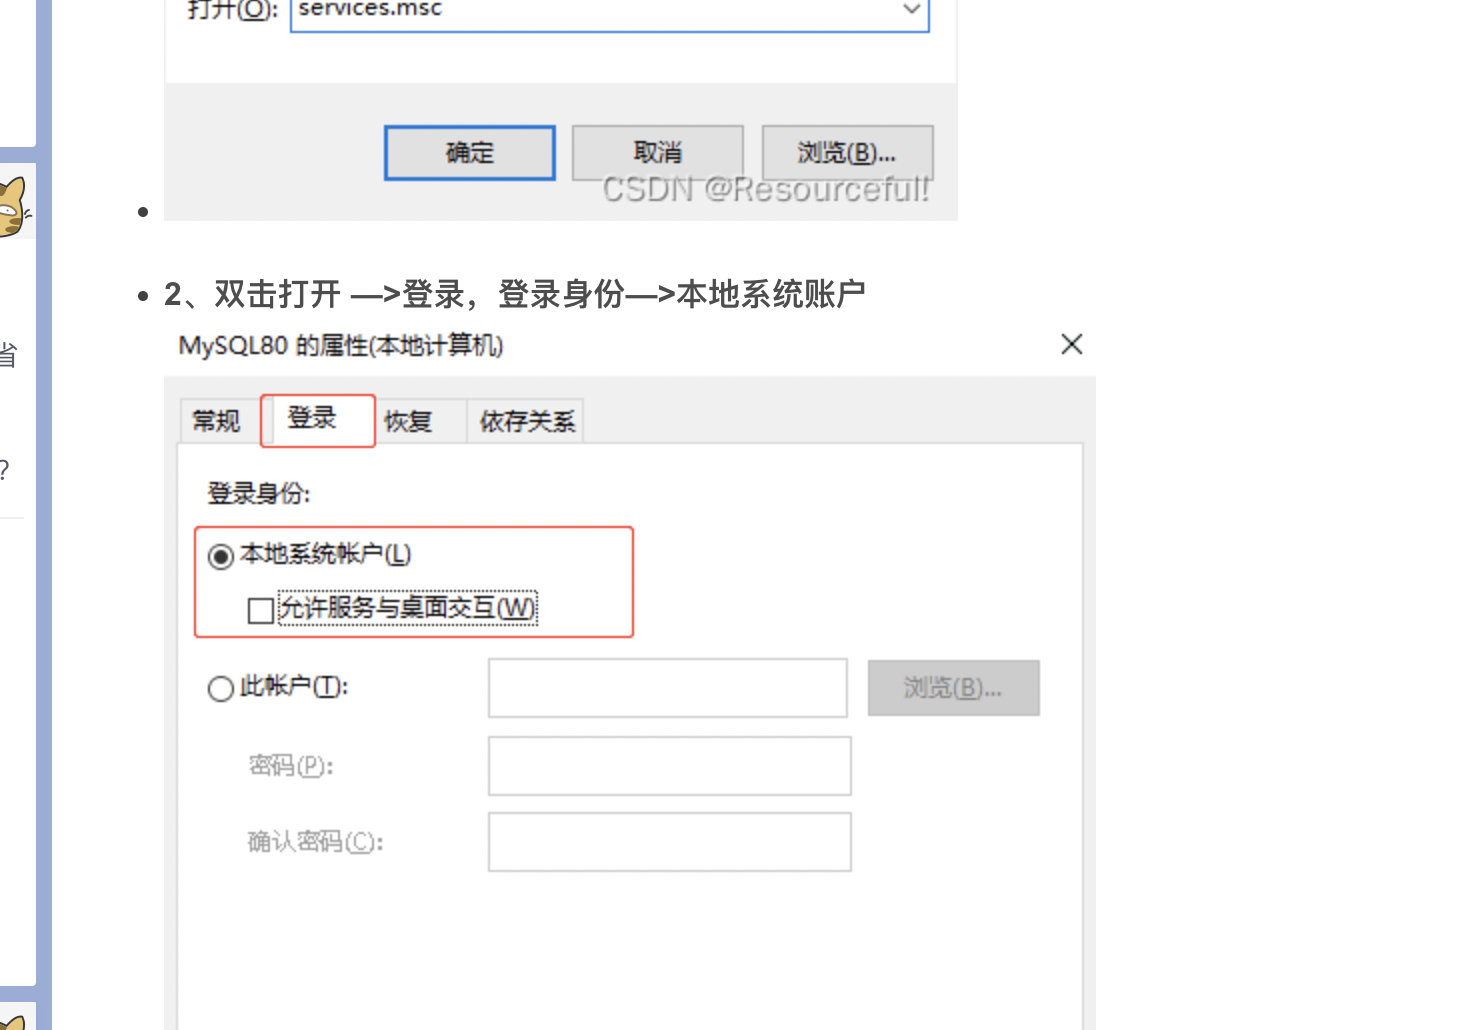 打开(O): services.msc
确定 取消 浏览(B)...
CSDN @Resourceful!
2、双击打开 —>登录，登录身份—>本地系统账户
省
MySQL80 的属性(本地计算机)
常规 登录 恢复 依存关系
?
登录身份:
本地系统帐户(L)
允许服务与桌面交互(W)
此帐户(T): 浏览(B)...
密码(P):
确认密码(C):